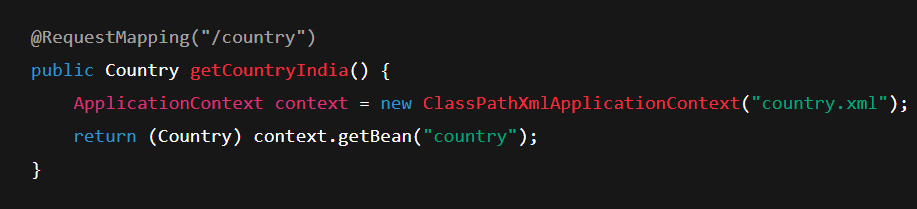 @RequestMapping("/country")
public Country getCountryIndia() {
    ApplicationContext context = new ClassPathXmlApplicationContext("country.xml");
    return (Country) context.getBean("country");
}